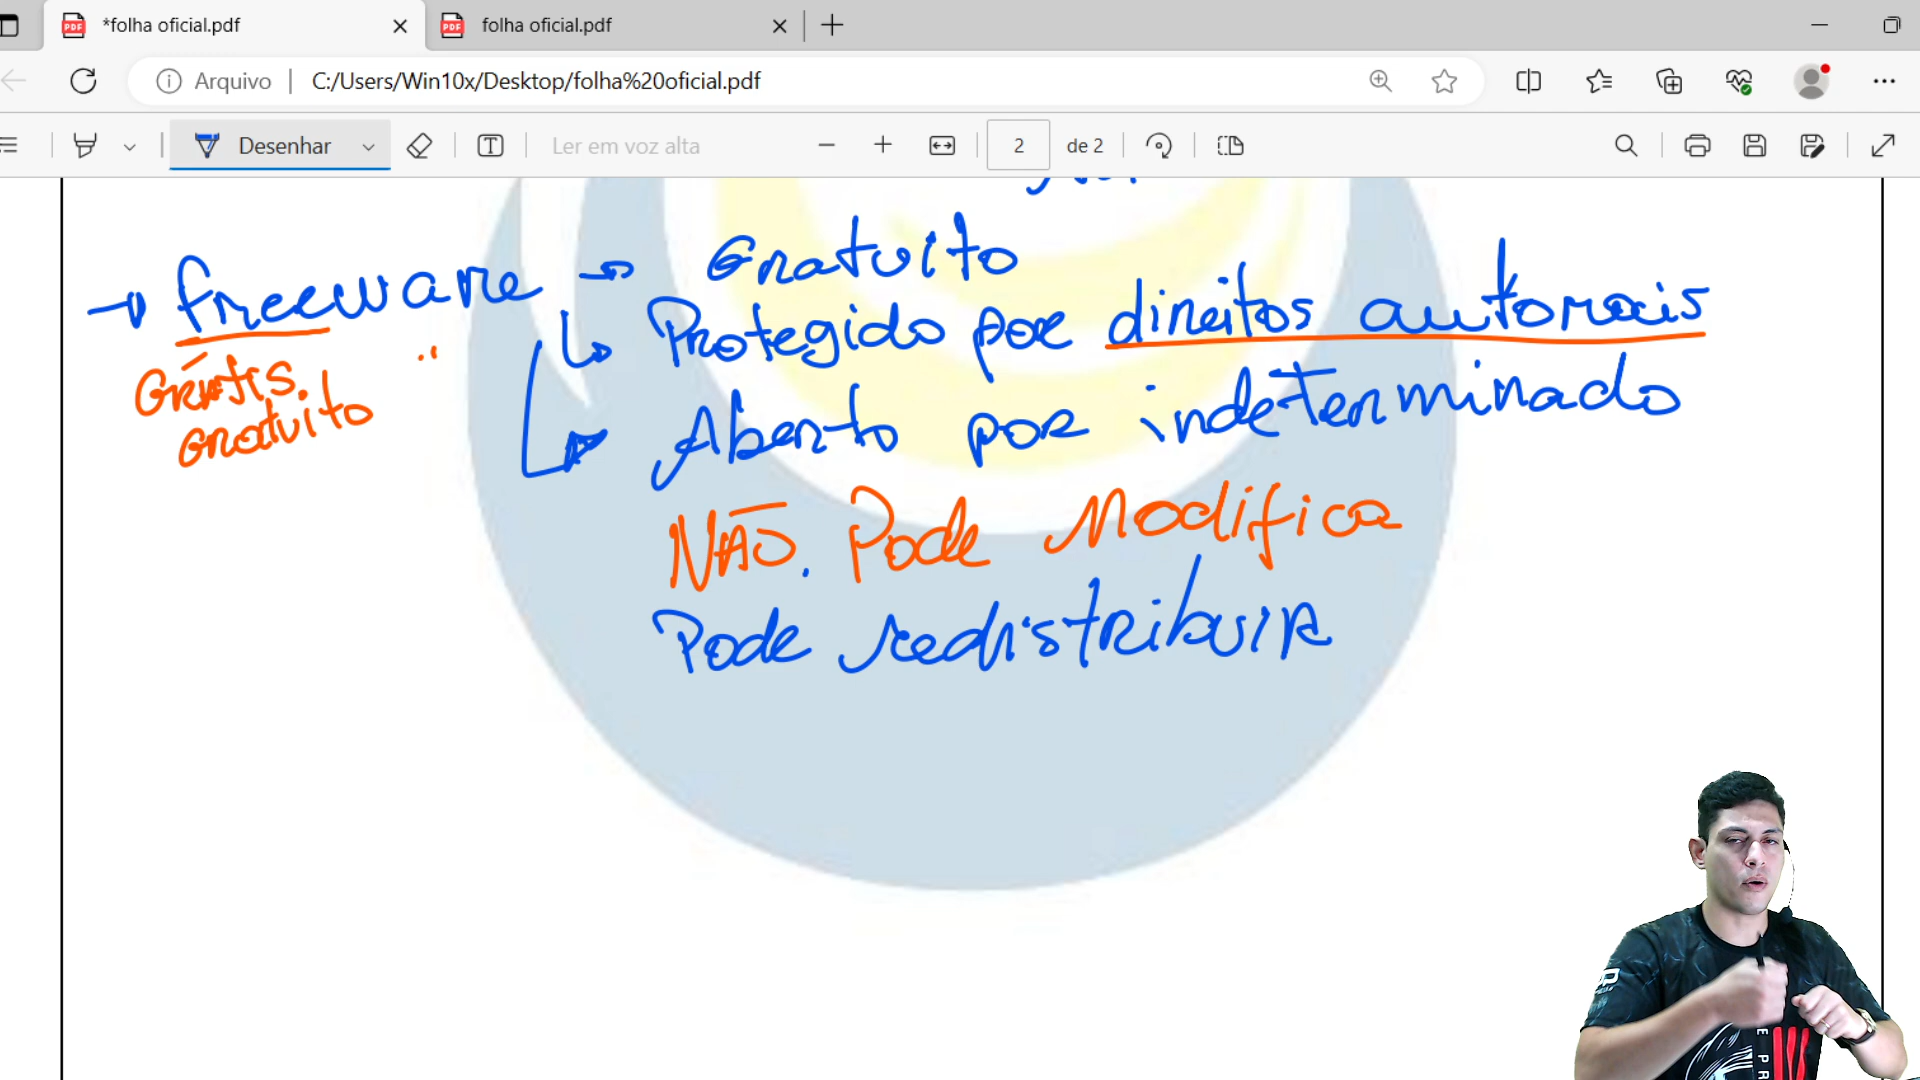 *folha oficial.pdf
folha oficial.pdf
Arquivo C:/Users/Win10x/Desktop/folha%20oficial.pdf
Desenhar
Ler em voz alta
2 de 2
→ freeware → Gratuito
↳ Protegido por direitos autorais
Grátis.
gratuito
Aberto por indeterminado
NÃO. Pode Modificar
Pode redistribuir